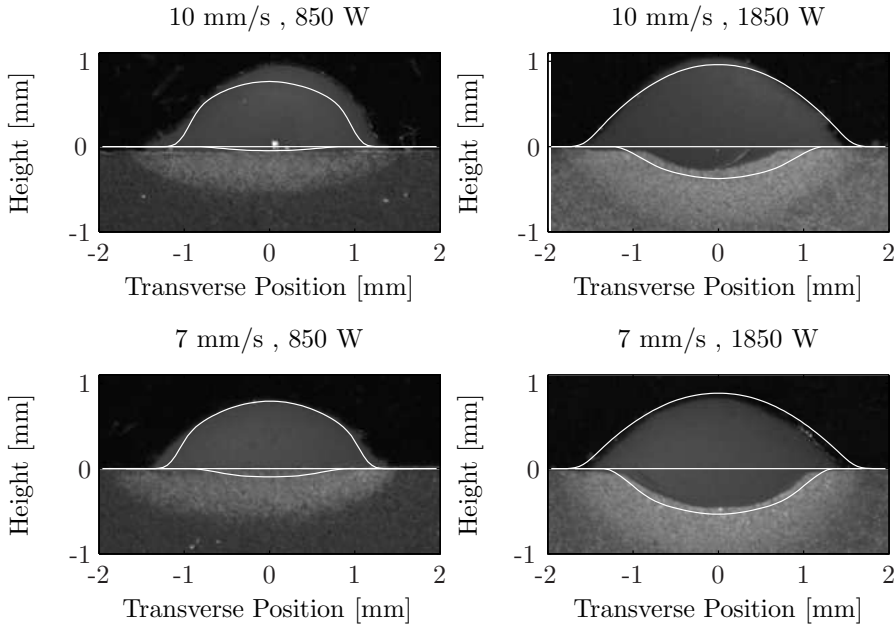 10 mm/s , 850 W
1
0
-1
Height [mm]
-2 -1 0 1 2
Transverse Position [mm]
10 mm/s , 1850 W
1
0
-1
Height [mm]
-2 -1 0 1 2
Transverse Position [mm]
7 mm/s , 850 W
1
0
-1
Height [mm]
-2 -1 0 1 2
Transverse Position [mm]
7 mm/s , 1850 W
1
0
-1
Height [mm]
-2 -1 0 1 2
Transverse Position [mm]